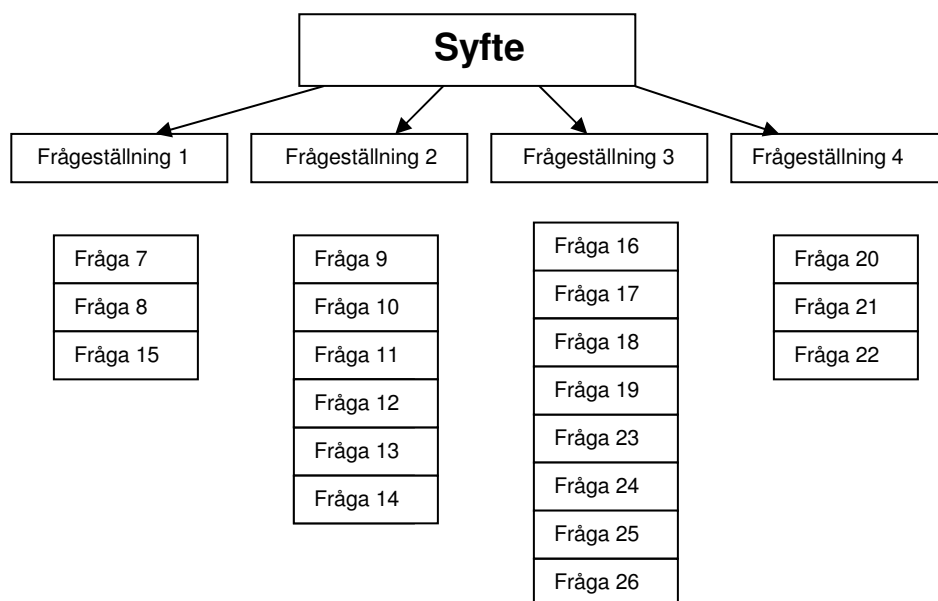 Syfte
Frågeställning 1
Frågeställning 2
Frågeställning 3
Frågeställning 4
Fråga 7
Fråga 8
Fråga 15
Fråga 9
Fråga 10
Fråga 11
Fråga 12
Fråga 13
Fråga 14
Fråga 16
Fråga 17
Fråga 18
Fråga 19
Fråga 23
Fråga 24
Fråga 25
Fråga 26
Fråga 20
Fråga 21
Fråga 22